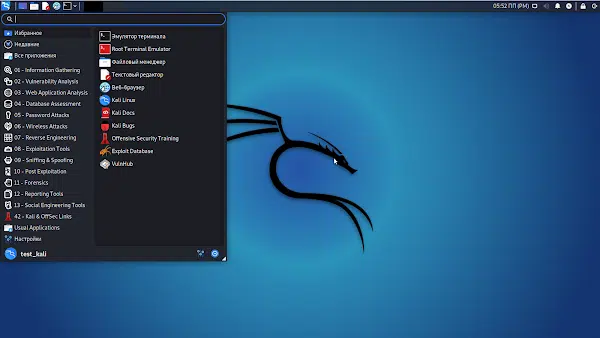 05:52 ПП (PM)
Избранное
Недавние
Все приложения
01 - Information Gathering
02 - Vulnerability Analysis
03 - Web Application Analysis
04 - Database Assessment
05 - Password Attacks
06 - Wireless Attacks
07 - Reverse Engineering
08 - Exploitation Tools
09 - Sniffing & Spoofing
10 - Post Exploitation
11 - Forensics
12 - Reporting Tools
13 - Social Engineering Tools
42 - Kali & OffSec Links
Usual Applications
Настройки
Эмулятор терминала
Root Terminal Emulator
Файловый менеджер
Текстовый редактор
Веб-браузер
Kali Linux
Kali Docs
Kali Bugs
Offensive Security Training
Exploit Database
VulnHub
test_kali